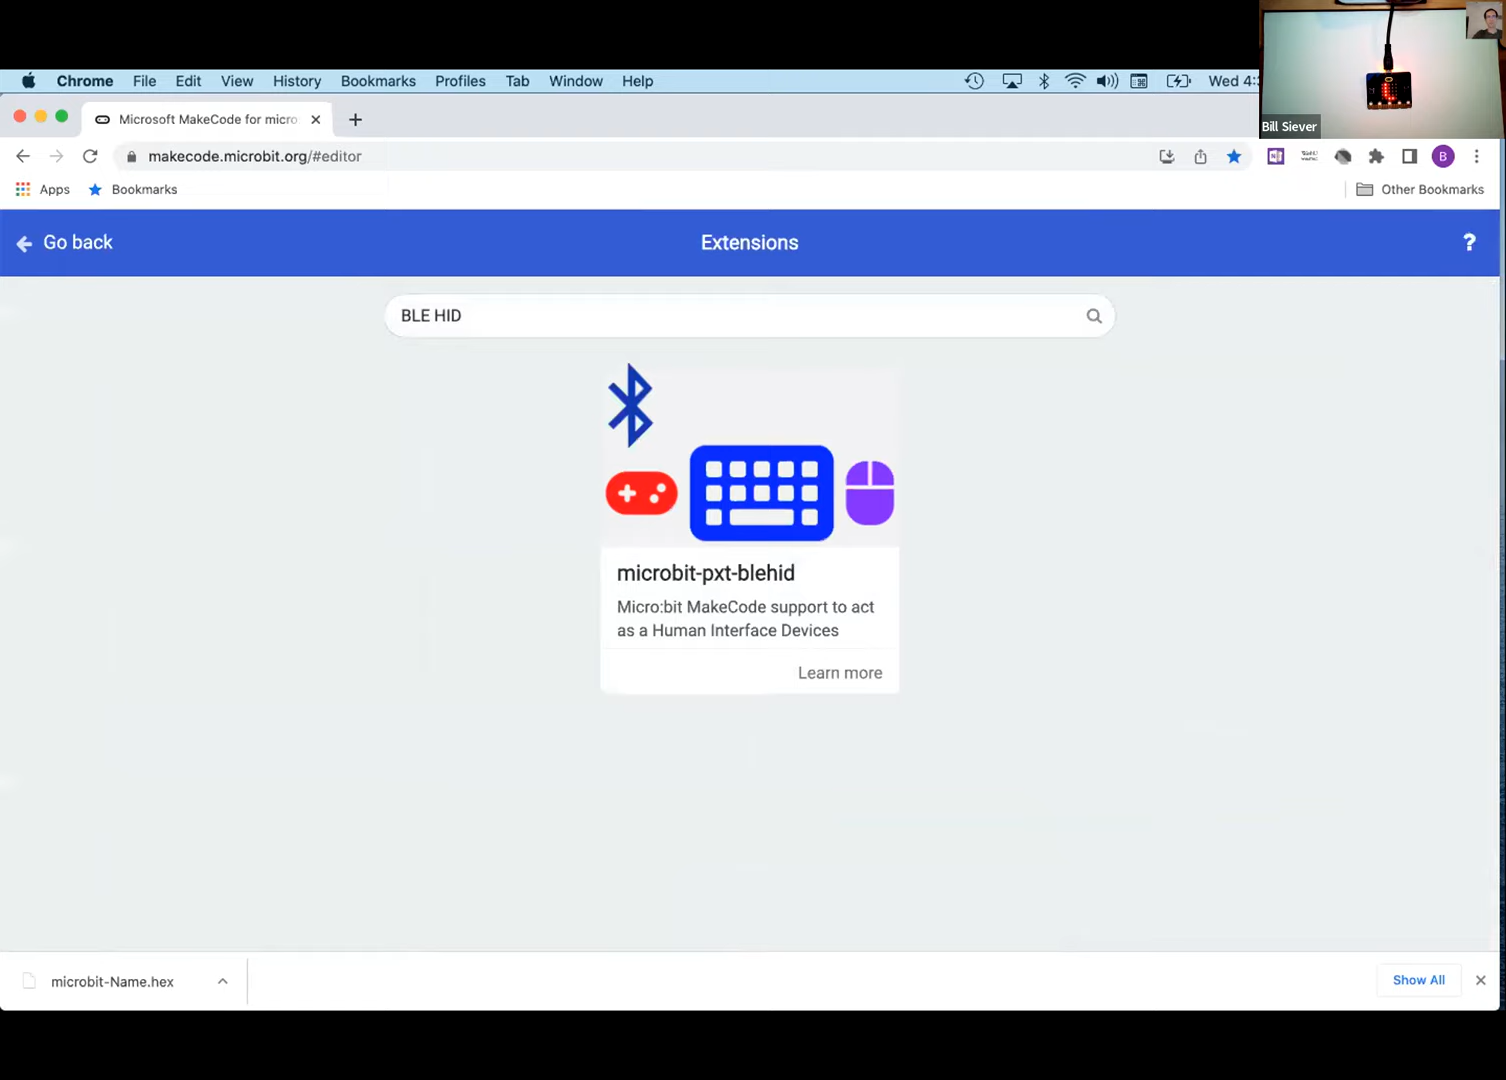 Chrome File Edit View History Bookmarks Profiles Tab Window Help Wed 4:
Bill Siever
Microsoft MakeCode for micro
makecode.microbit.org/#editor
B
Apps Bookmarks Other Bookmarks
Go back Extensions ?
BLE HID
microbit-pxt-blehid
Micro:bit MakeCode support to act
as a Human Interface Devices
Learn more
microbit-Name.hex Show All